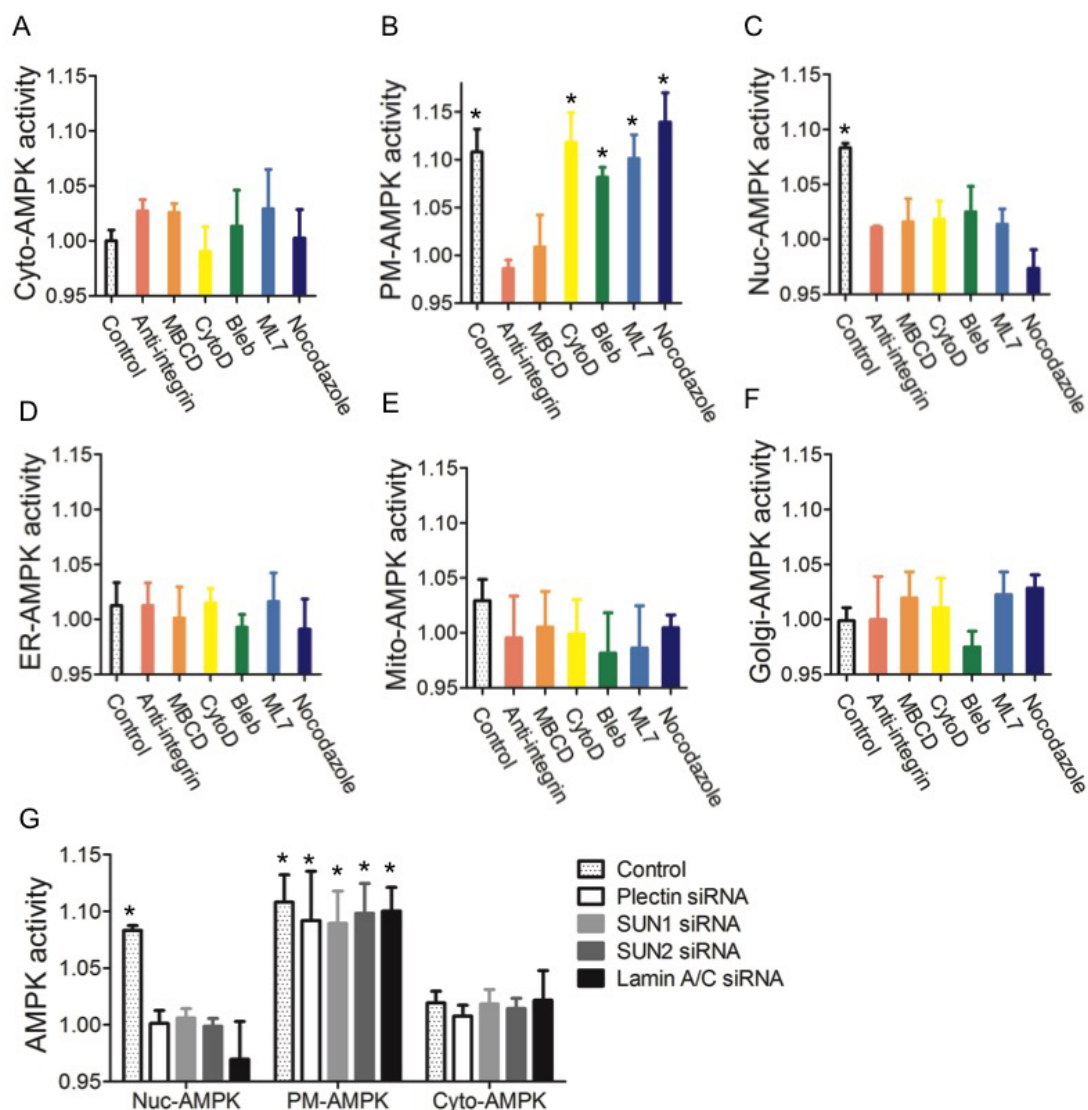 A
Cyto-AMPK activity
1.15
1.10
1.05
1.00
0.95
Control
Anti-integrin
MBCD
CytoD
Bleb
ML7
Nocodazole
B
PM-AMPK activity
1.15
1.10
1.05
1.00
0.95
*
*
*
*
*
Control
Anti-integrin
MBCD
CytoD
Bleb
ML7
Nocodazole
C
Nuc-AMPK activity
1.15
1.10
1.05
1.00
0.95
*
Control
Anti-integrin
MBCD
CytoD
Bleb
ML7
Nocodazole
D
ER-AMPK activity
1.15
1.10
1.05
1.00
0.95
Control
Anti-integrin
MBCD
CytoD
Bleb
ML7
Nocodazole
E
Mito-AMPK activity
1.15
1.10
1.05
1.00
0.95
Control
Anti-integrin
MBCD
CytoD
Bleb
ML7
Nocodazole
F
Golgi-AMPK activity
1.15
1.10
1.05
1.00
0.95
Control
Anti-integrin
MBCD
CytoD
Bleb
ML7
Nocodazole
G
AMPK activity
1.15
1.10
1.05
1.00
0.95
*
* * * * *
Nuc-AMPK PM-AMPK Cyto-AMPK
Control
Plectin siRNA
SUN1 siRNA
SUN2 siRNA
Lamin A/C siRNA